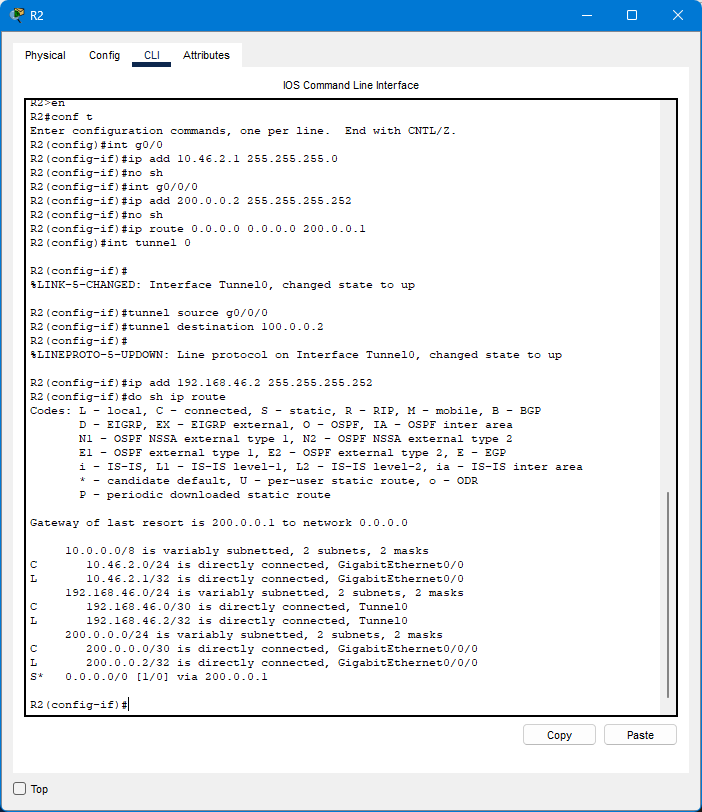 R2
Physical Config CLI Attributes
IOS Command Line Interface
R2>en
R2#conf t
Enter configuration commands, one per line.  End with CNTL/Z.
R2(config)#int g0/0
R2(config-if)#ip add 10.46.2.1 255.255.255.0
R2(config-if)#no sh
R2(config-if)#int g0/0/0
R2(config-if)#ip add 200.0.0.2 255.255.255.252
R2(config-if)#no sh
R2(config-if)#ip route 0.0.0.0 0.0.0.0 200.0.0.1
R2(config)#int tunnel 0
R2(config-if)#
%LINK-5-CHANGED: Interface Tunnel0, changed state to up
R2(config-if)#tunnel source g0/0/0
R2(config-if)#tunnel destination 100.0.0.2
R2(config-if)#
%LINEPROTO-5-UPDOWN: Line protocol on Interface Tunnel0, changed state to up
R2(config-if)#ip add 192.168.46.2 255.255.255.252
R2(config-if)#do sh ip route
Codes: L - local, C - connected, S - static, R - RIP, M - mobile, B - BGP
       D - EIGRP, EX - EIGRP external, O - OSPF, IA - OSPF inter area
       N1 - OSPF NSSA external type 1, N2 - OSPF NSSA external type 2
       E1 - OSPF external type 1, E2 - OSPF external type 2, E - EGP
       i - IS-IS, L1 - IS-IS level-1, L2 - IS-IS level-2, ia - IS-IS inter area
       * - candidate default, U - per-user static route, o - ODR
       P - periodic downloaded static route
Gateway of last resort is 200.0.0.1 to network 0.0.0.0
     10.0.0.0/8 is variably subnetted, 2 subnets, 2 masks
C       10.46.2.0/24 is directly connected, GigabitEthernet0/0
L       10.46.2.1/32 is directly connected, GigabitEthernet0/0
     192.168.46.0/24 is variably subnetted, 2 subnets, 2 masks
C       192.168.46.0/30 is directly connected, Tunnel0
L       192.168.46.2/32 is directly connected, Tunnel0
     200.0.0.0/24 is variably subnetted, 2 subnets, 2 masks
C       200.0.0.0/30 is directly connected, GigabitEthernet0/0/0
L       200.0.0.2/32 is directly connected, GigabitEthernet0/0/0
S*   0.0.0.0/0 [1/0] via 200.0.0.1
R2(config-if)#
Copy Paste
Top